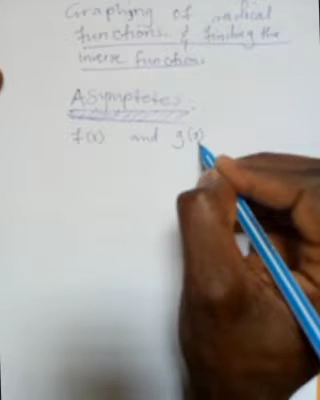 Graphing of radical
functions & finding the
inverse function.
Asymptotes.
f(x) and g(x)